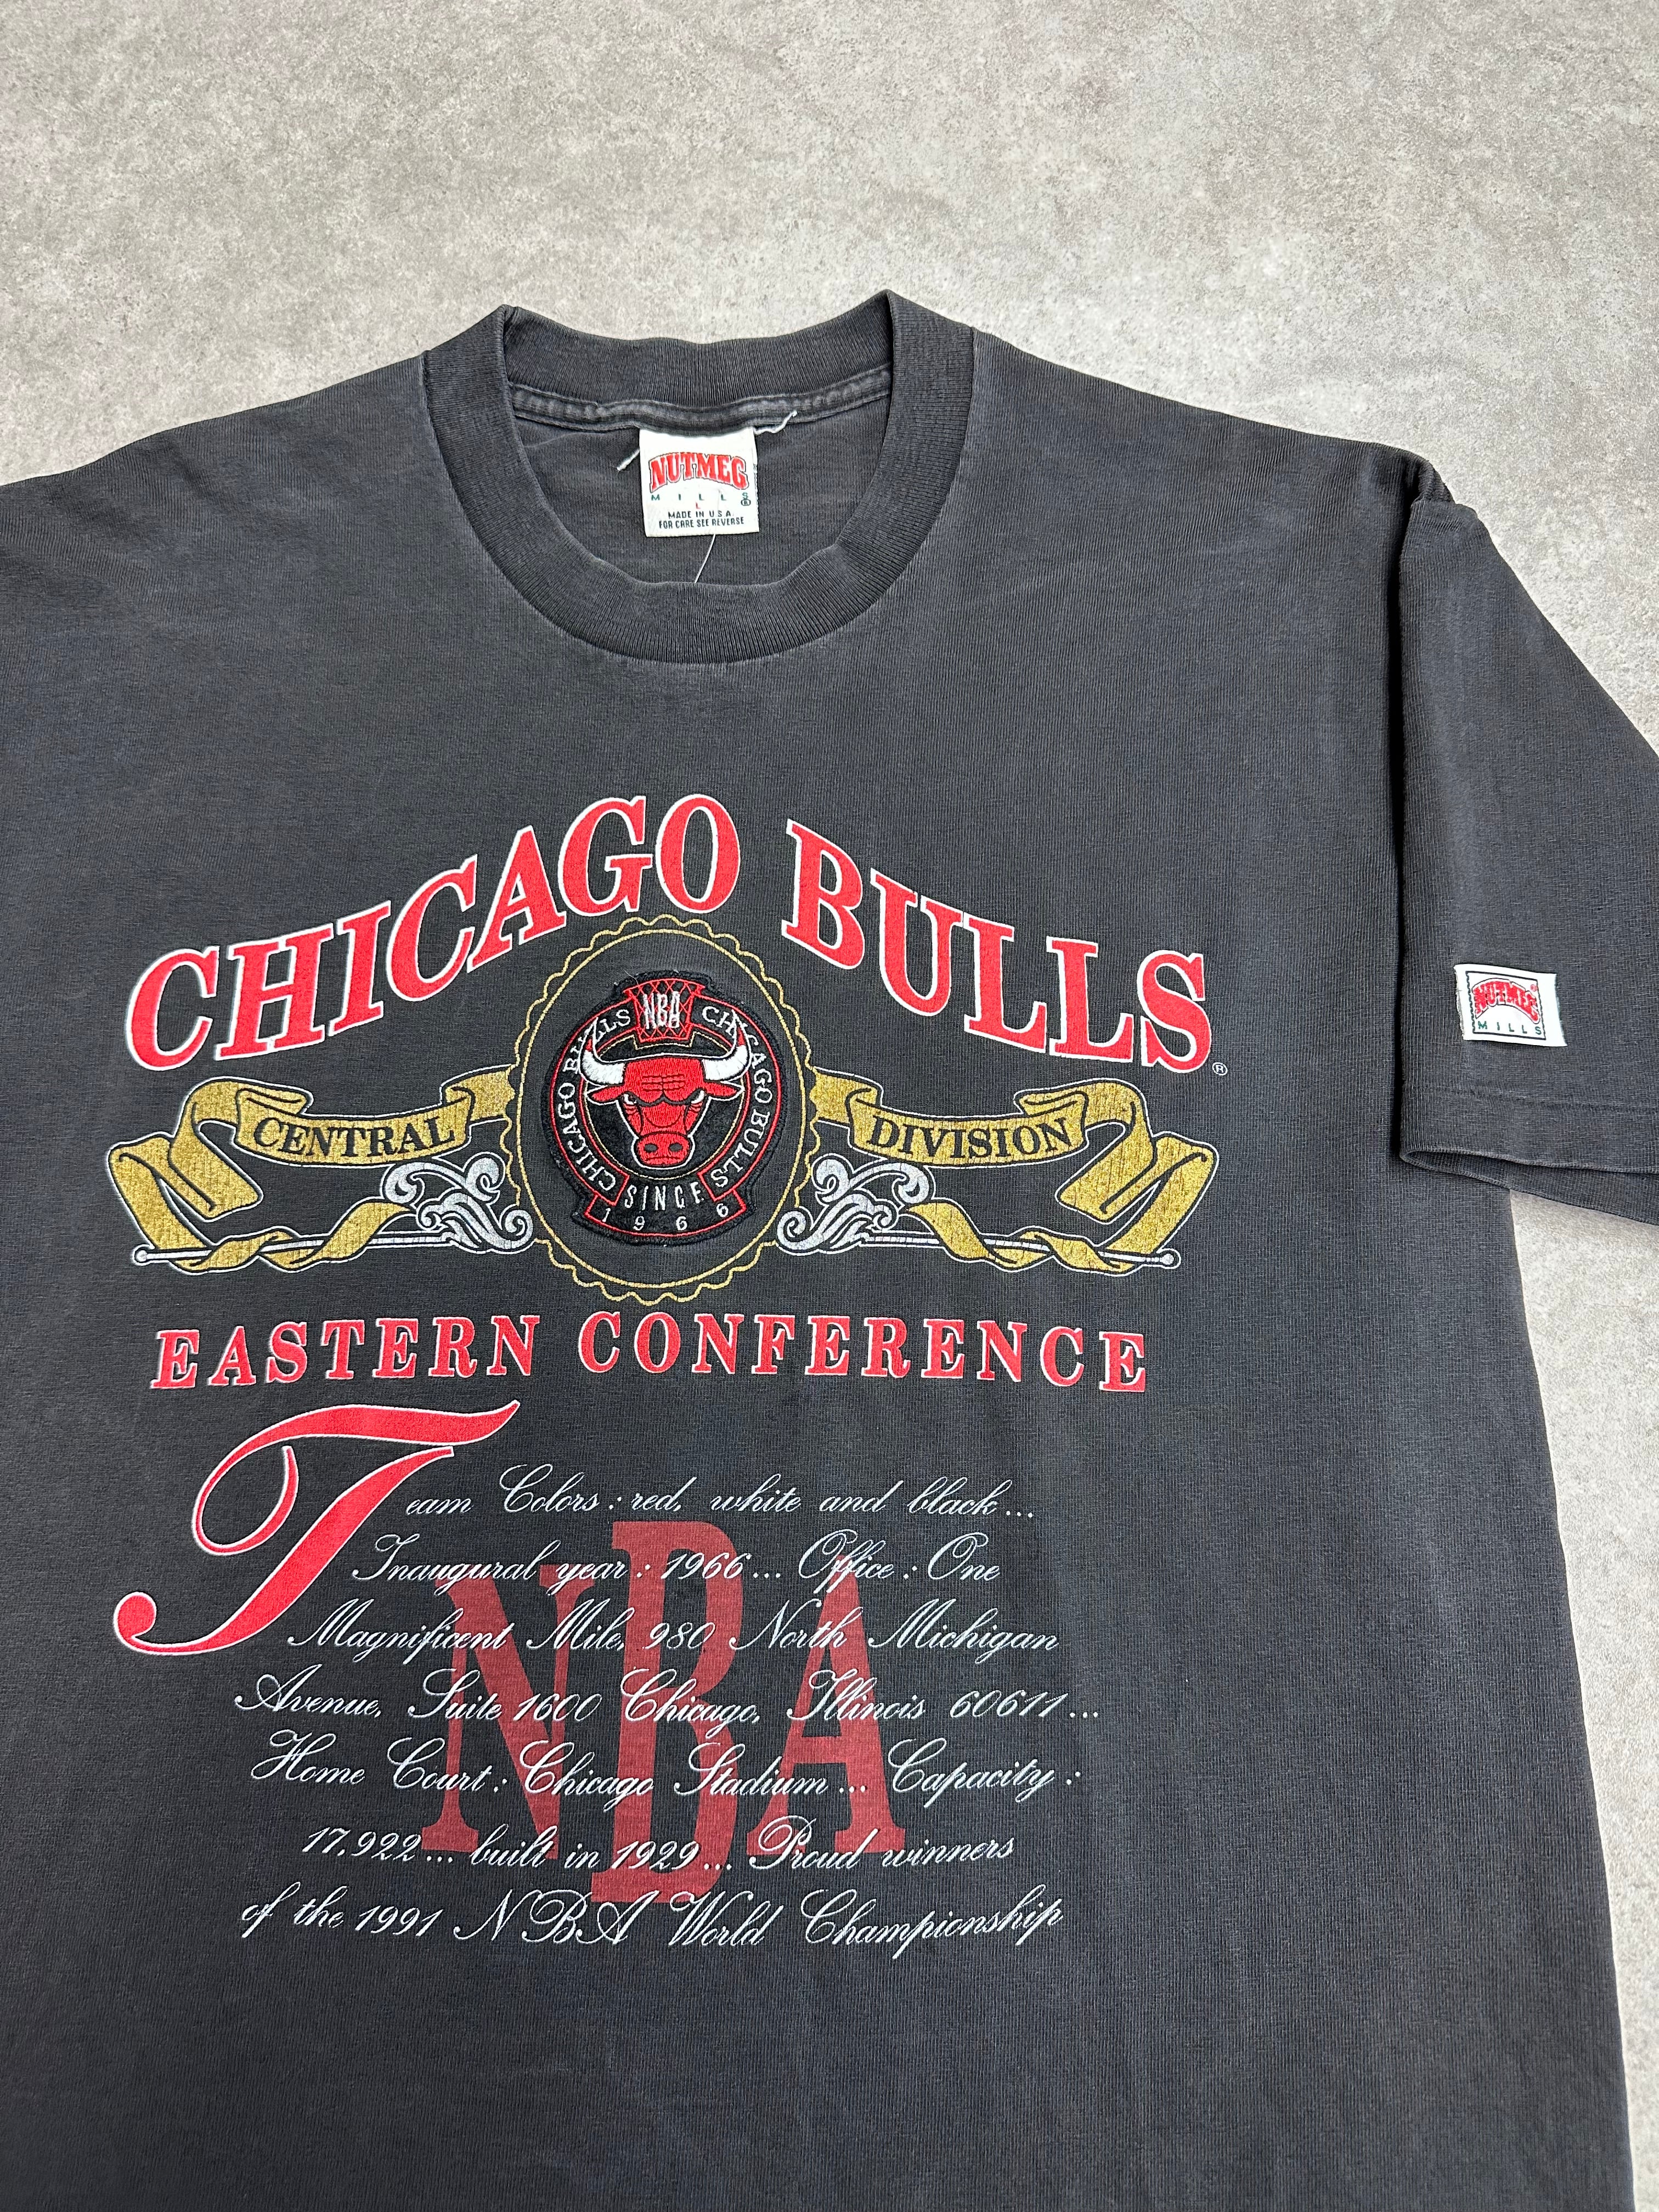 NUTMEG
MILLS®
L
MADE IN U.S.A.
FOR CARE SEE REVERSE
CHICAGO BULLS®
NBA
CHICAGO BULLS CHICAGO BULLS
SINCE
1966
CENTRAL DIVISION
NUTMEG®
MILLS
EASTERN CONFERENCE
Team Colors: red, white and black...
Inaugural year: 1966... Office: One
Magnificent Mile, 980 North Michigan
Avenue, Suite 1600 Chicago, Illinois 60611...
Home Court: Chicago Stadium... Capacity:
17,922... built in 1929... Proud winners
of the 1991 NBA World Championship
NBA